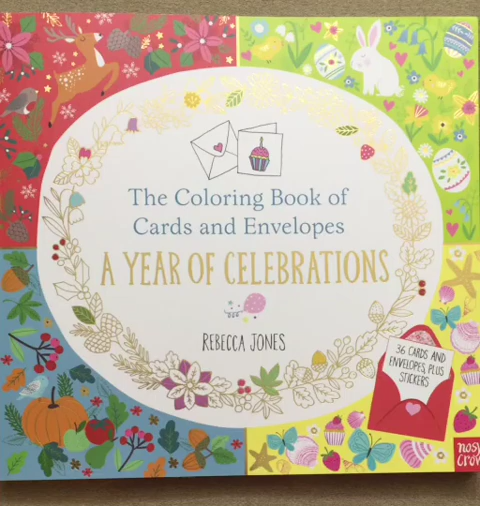 The Coloring Book of
Cards and Envelopes
A YEAR OF CELEBRATIONS
REBECCA JONES
36 CARDS AND
ENVELOPES, PLUS
STICKERS
nosy
crow